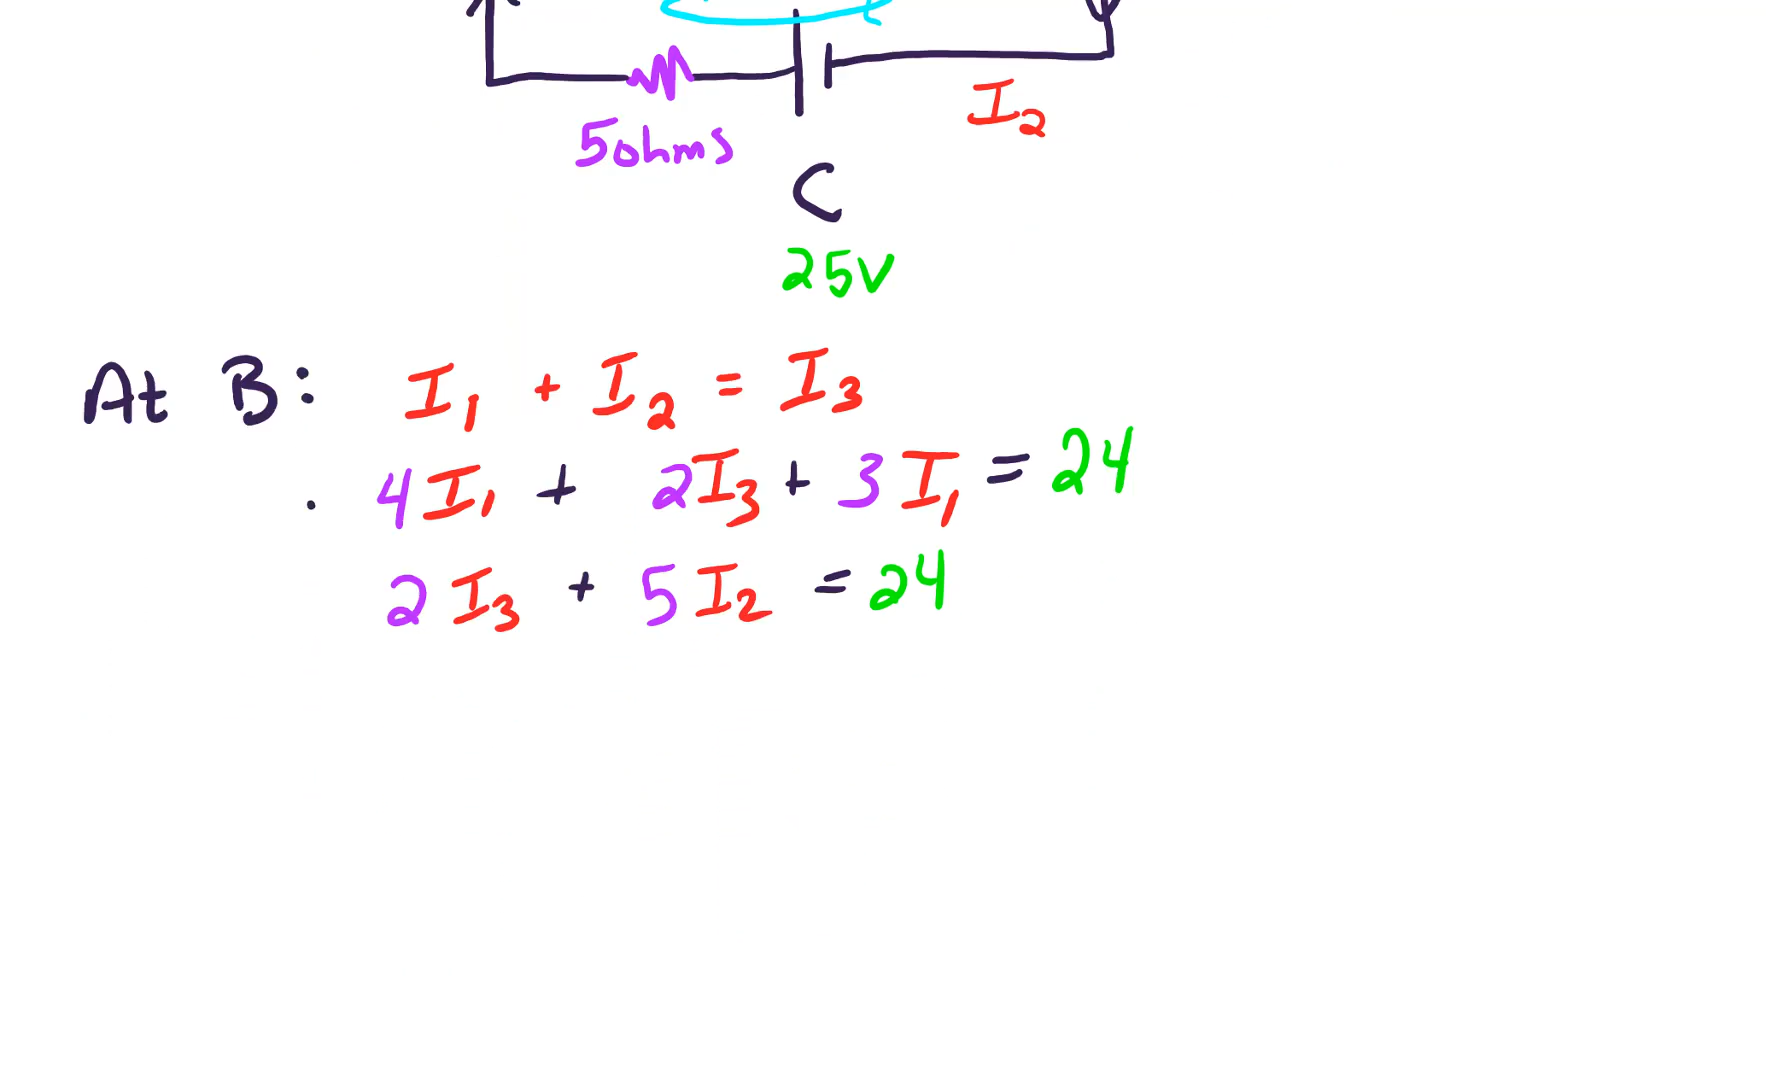 I₂
5ohms
C
25V
At B: I₁ + I₂ = I₃
. 4I₁ + 2I₃ + 3I₁ = 24
2I₃ + 5I₂ = 24